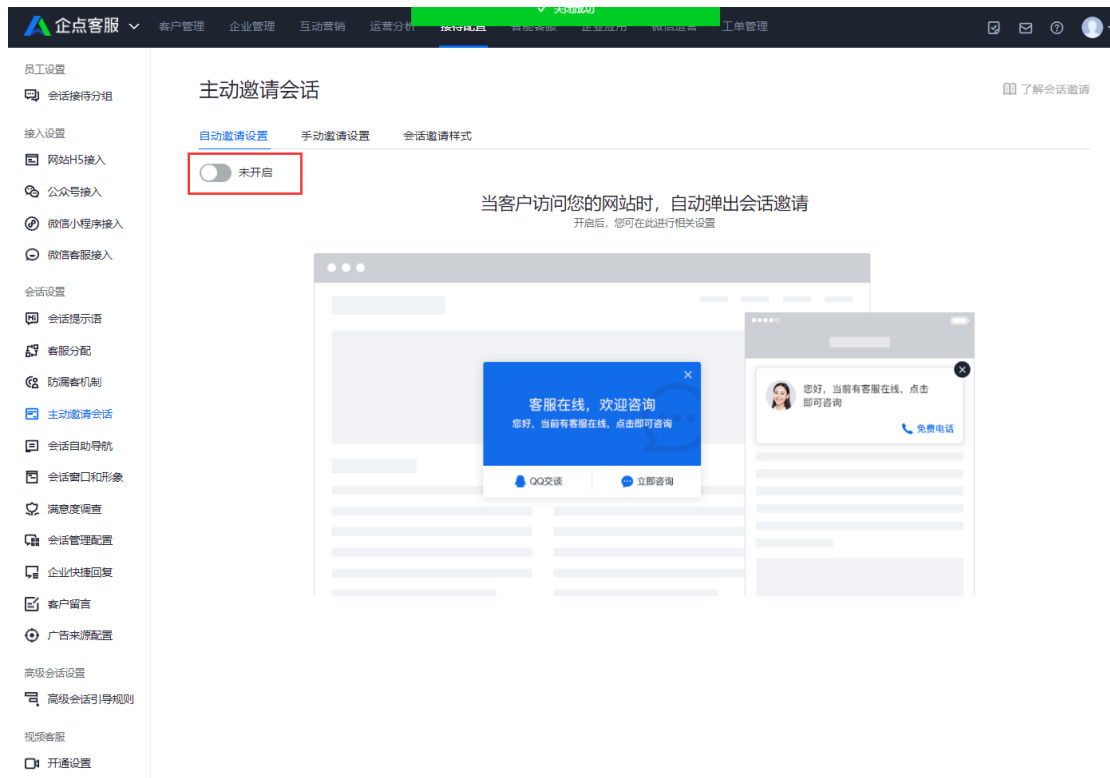 关闭成功
企点客服
客户管理 企业管理 互动营销 运营分析 接待配置 智能客服 企业应用 微信运营 工单管理
员工设置
会话接待分组
接入设置
网站H5接入
公众号接入
微信小程序接入
微信客服接入
会话设置
会话提示语
客服分配
防漏客机制
主动邀请会话
会话自助导航
会话窗口和形象
满意度调查
会话管理配置
企业快捷回复
客户留言
广告来源配置
高级会话设置
高级会话引导规则
视频客服
开通设置
主动邀请会话
了解会话邀请
自动邀请设置 手动邀请设置 会话邀请样式
未开启
当客户访问您的网站时，自动弹出会话邀请
开启后，您可在此进行相关设置
客服在线，欢迎咨询
您好，当前有客服在线，点击即可咨询
QQ交谈 立即咨询
您好，当前有客服在线，点击
即可咨询
免费电话